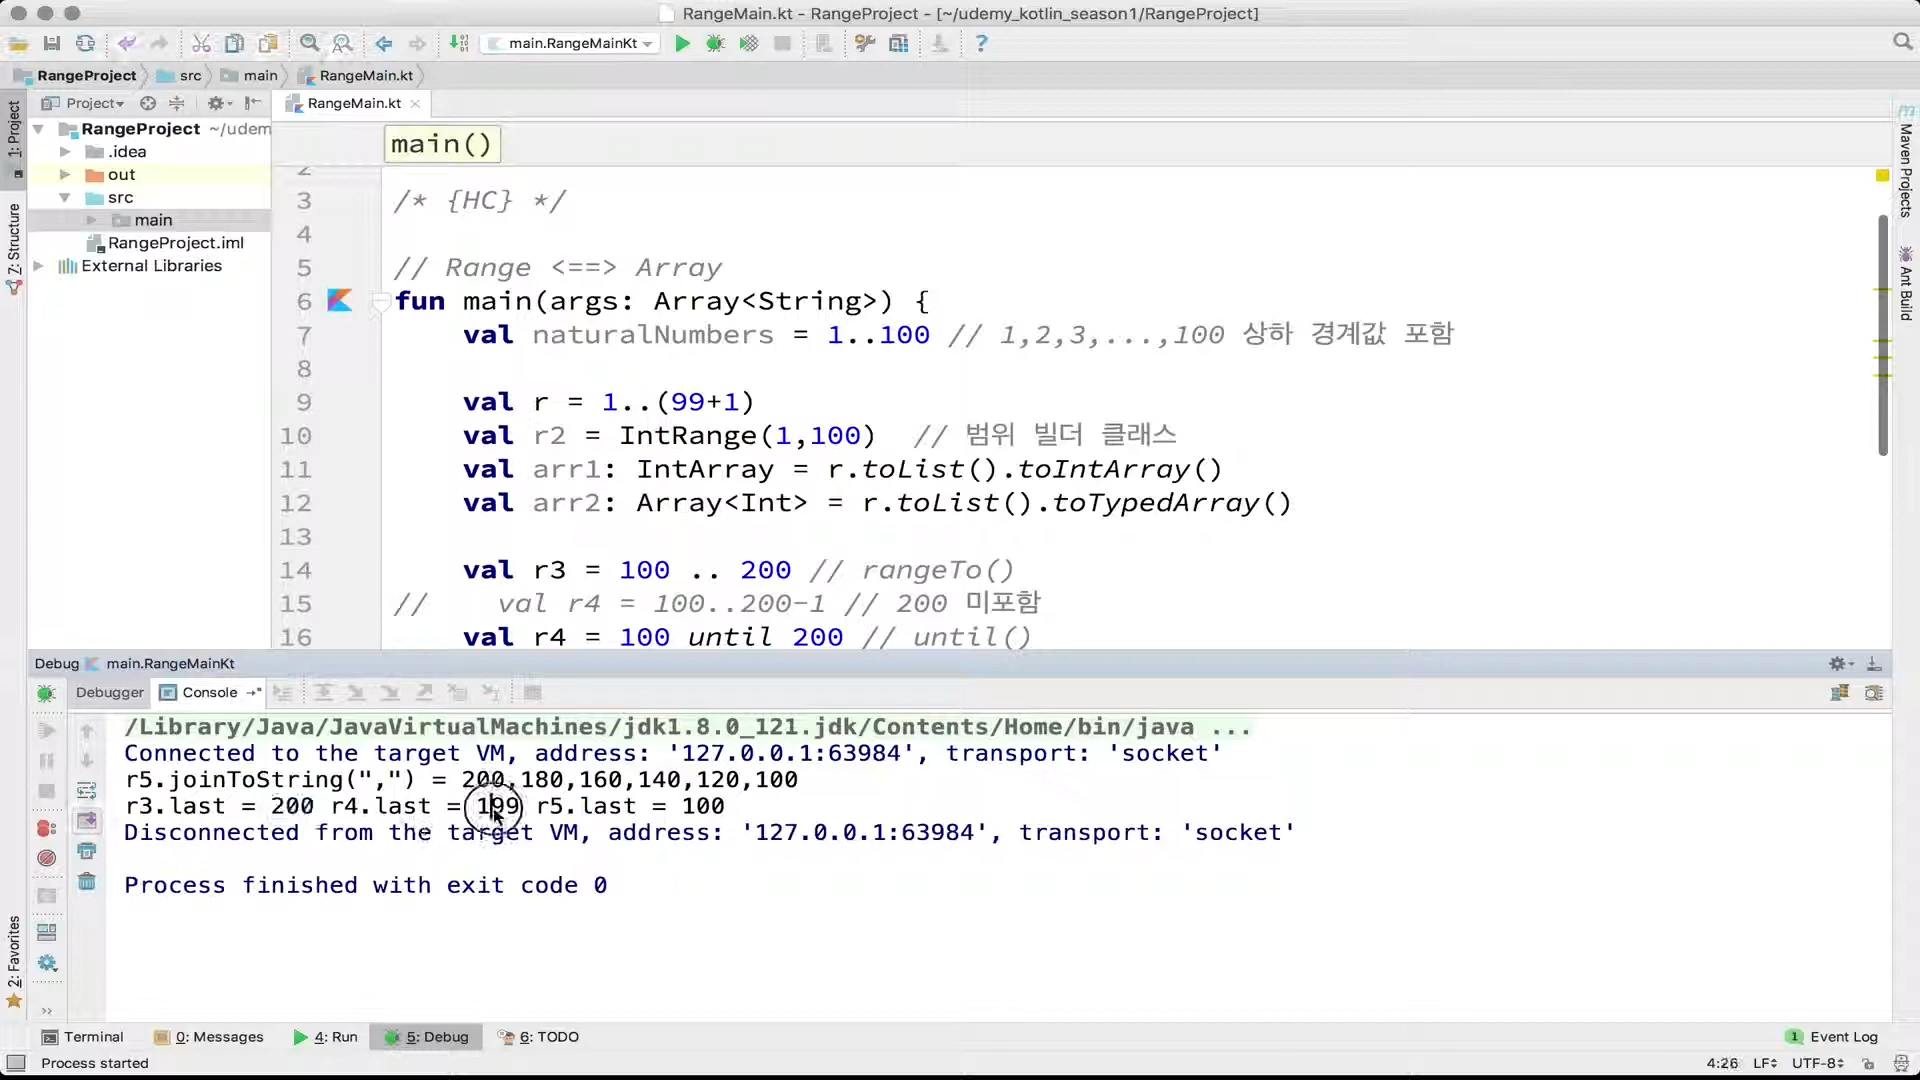 RangeMain.kt - RangeProject - [~/udemy_kotlin_season1/RangeProject]
main.RangeMainKt
RangeProject src main RangeMain.kt
Project
RangeMain.kt
1: Project
Z: Structure
2: Favorites
RangeProject ~/udem
.idea
out
src
main
RangeProject.iml
External Libraries
main()
2
3 /* {HC} */
4
5 // Range <==> Array
6 fun main(args: Array<String>) {
7 val naturalNumbers = 1..100 // 1,2,3,...,100 상하 경계값 포함
8
9 val r = 1..(99+1)
10 val r2 = IntRange(1,100) // 범위 빌더 클래스
11 val arr1: IntArray = r.toList().toIntArray()
12 val arr2: Array<Int> = r.toList().toTypedArray()
13
14 val r3 = 100 .. 200 // rangeTo()
15 // val r4 = 100..200-1 // 200 미포함
16 val r4 = 100 until 200 // until()
Maven Projects
Ant Build
Debug main.RangeMainKt
Debugger Console
/Library/Java/JavaVirtualMachines/jdk1.8.0_121.jdk/Contents/Home/bin/java ...
Connected to the target VM, address: '127.0.0.1:63984', transport: 'socket'
r5.joinToString(",") = 200,180,160,140,120,100
r3.last = 200 r4.last = 199 r5.last = 100
Disconnected from the target VM, address: '127.0.0.1:63984', transport: 'socket'
Process finished with exit code 0
Terminal 0: Messages 4: Run 5: Debug 6: TODO 1 Event Log
Process started 4:26 LF UTF-8